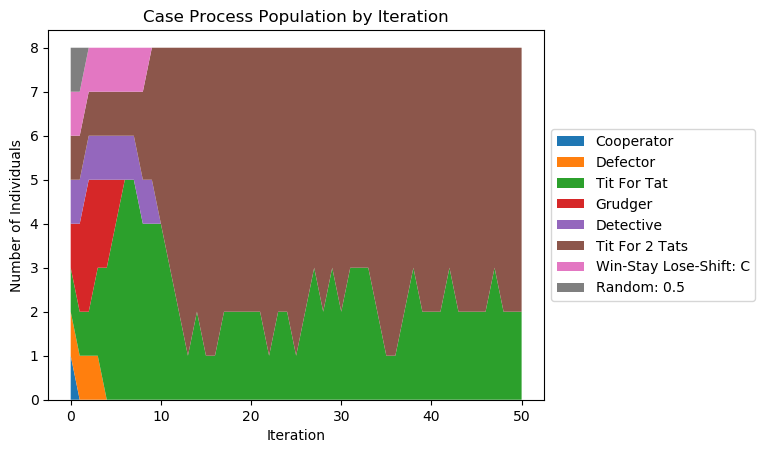 Case Process Population by Iteration
Number of Individuals
8
7
6
5
4
3
2
1
0
0 10 20 30 40 50
Iteration
Cooperator
Defector
Tit For Tat
Grudger
Detective
Tit For 2 Tats
Win-Stay Lose-Shift: C
Random: 0.5